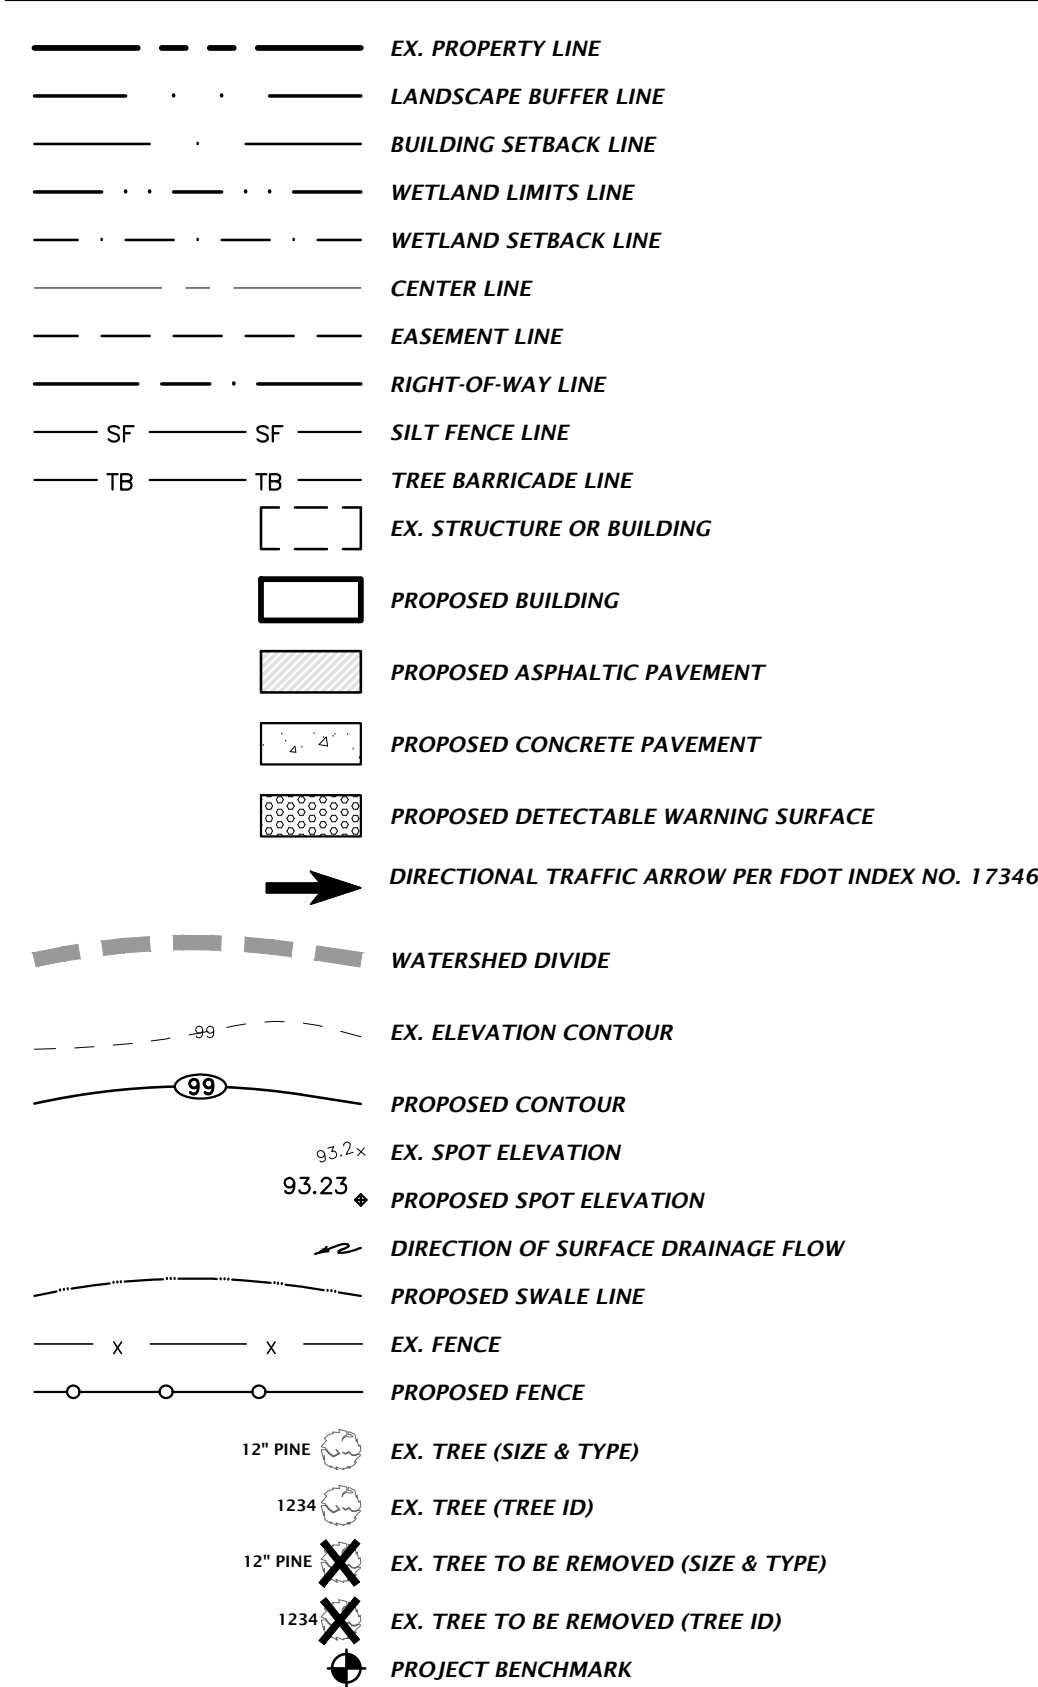 EX. PROPERTY LINE
LANDSCAPE BUFFER LINE
BUILDING SETBACK LINE
WETLAND LIMITS LINE
WETLAND SETBACK LINE
CENTER LINE
EASEMENT LINE
RIGHT-OF-WAY LINE
SF SF SILT FENCE LINE
TB TB TREE BARRICADE LINE
EX. STRUCTURE OR BUILDING
PROPOSED BUILDING
PROPOSED ASPHALTIC PAVEMENT
PROPOSED CONCRETE PAVEMENT
PROPOSED DETECTABLE WARNING SURFACE
DIRECTIONAL TRAFFIC ARROW PER FDOT INDEX NO. 17346
WATERSHED DIVIDE
99 EX. ELEVATION CONTOUR
99 PROPOSED CONTOUR
93.2x EX. SPOT ELEVATION
93.23 PROPOSED SPOT ELEVATION
DIRECTION OF SURFACE DRAINAGE FLOW
PROPOSED SWALE LINE
x x EX. FENCE
PROPOSED FENCE
12" PINE EX. TREE (SIZE & TYPE)
1234 EX. TREE (TREE ID)
12" PINE EX. TREE TO BE REMOVED (SIZE & TYPE)
1234 EX. TREE TO BE REMOVED (TREE ID)
PROJECT BENCHMARK